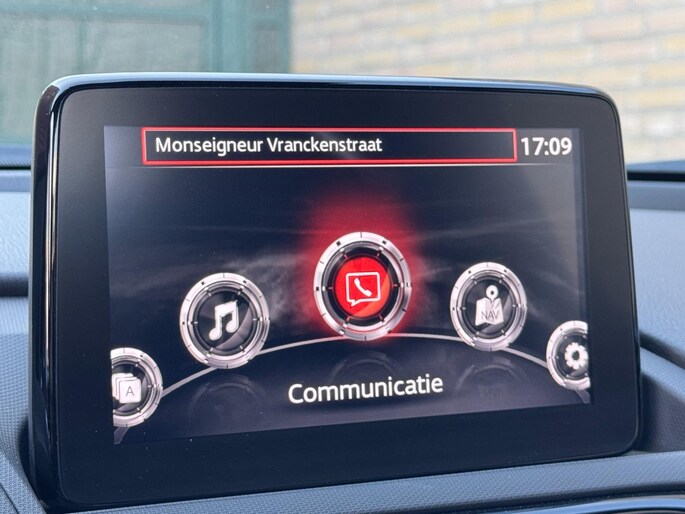 Monseigneur Vranckenstraat
17:09
NAV
A
Communicatie